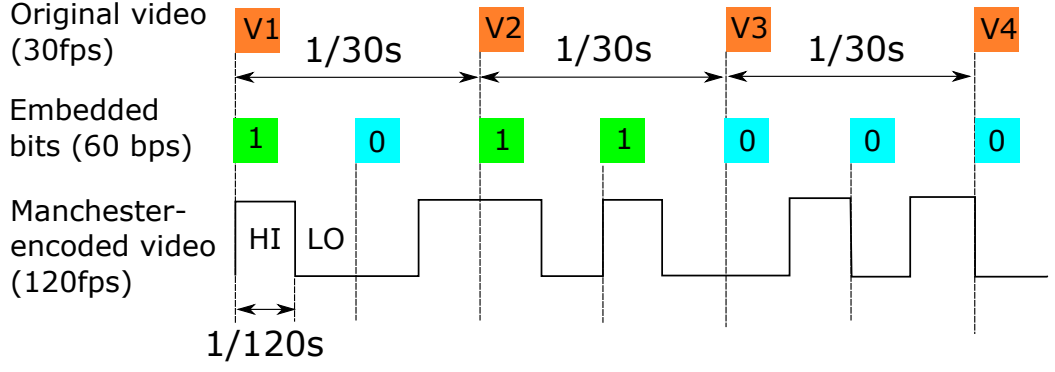 Original video
(30fps)
V1 V2 V3 V4
1/30s 1/30s 1/30s
Embedded
bits (60 bps)
1 0 1 1 0 0 0
Manchester-
encoded video
(120fps)
HI LO
1/120s